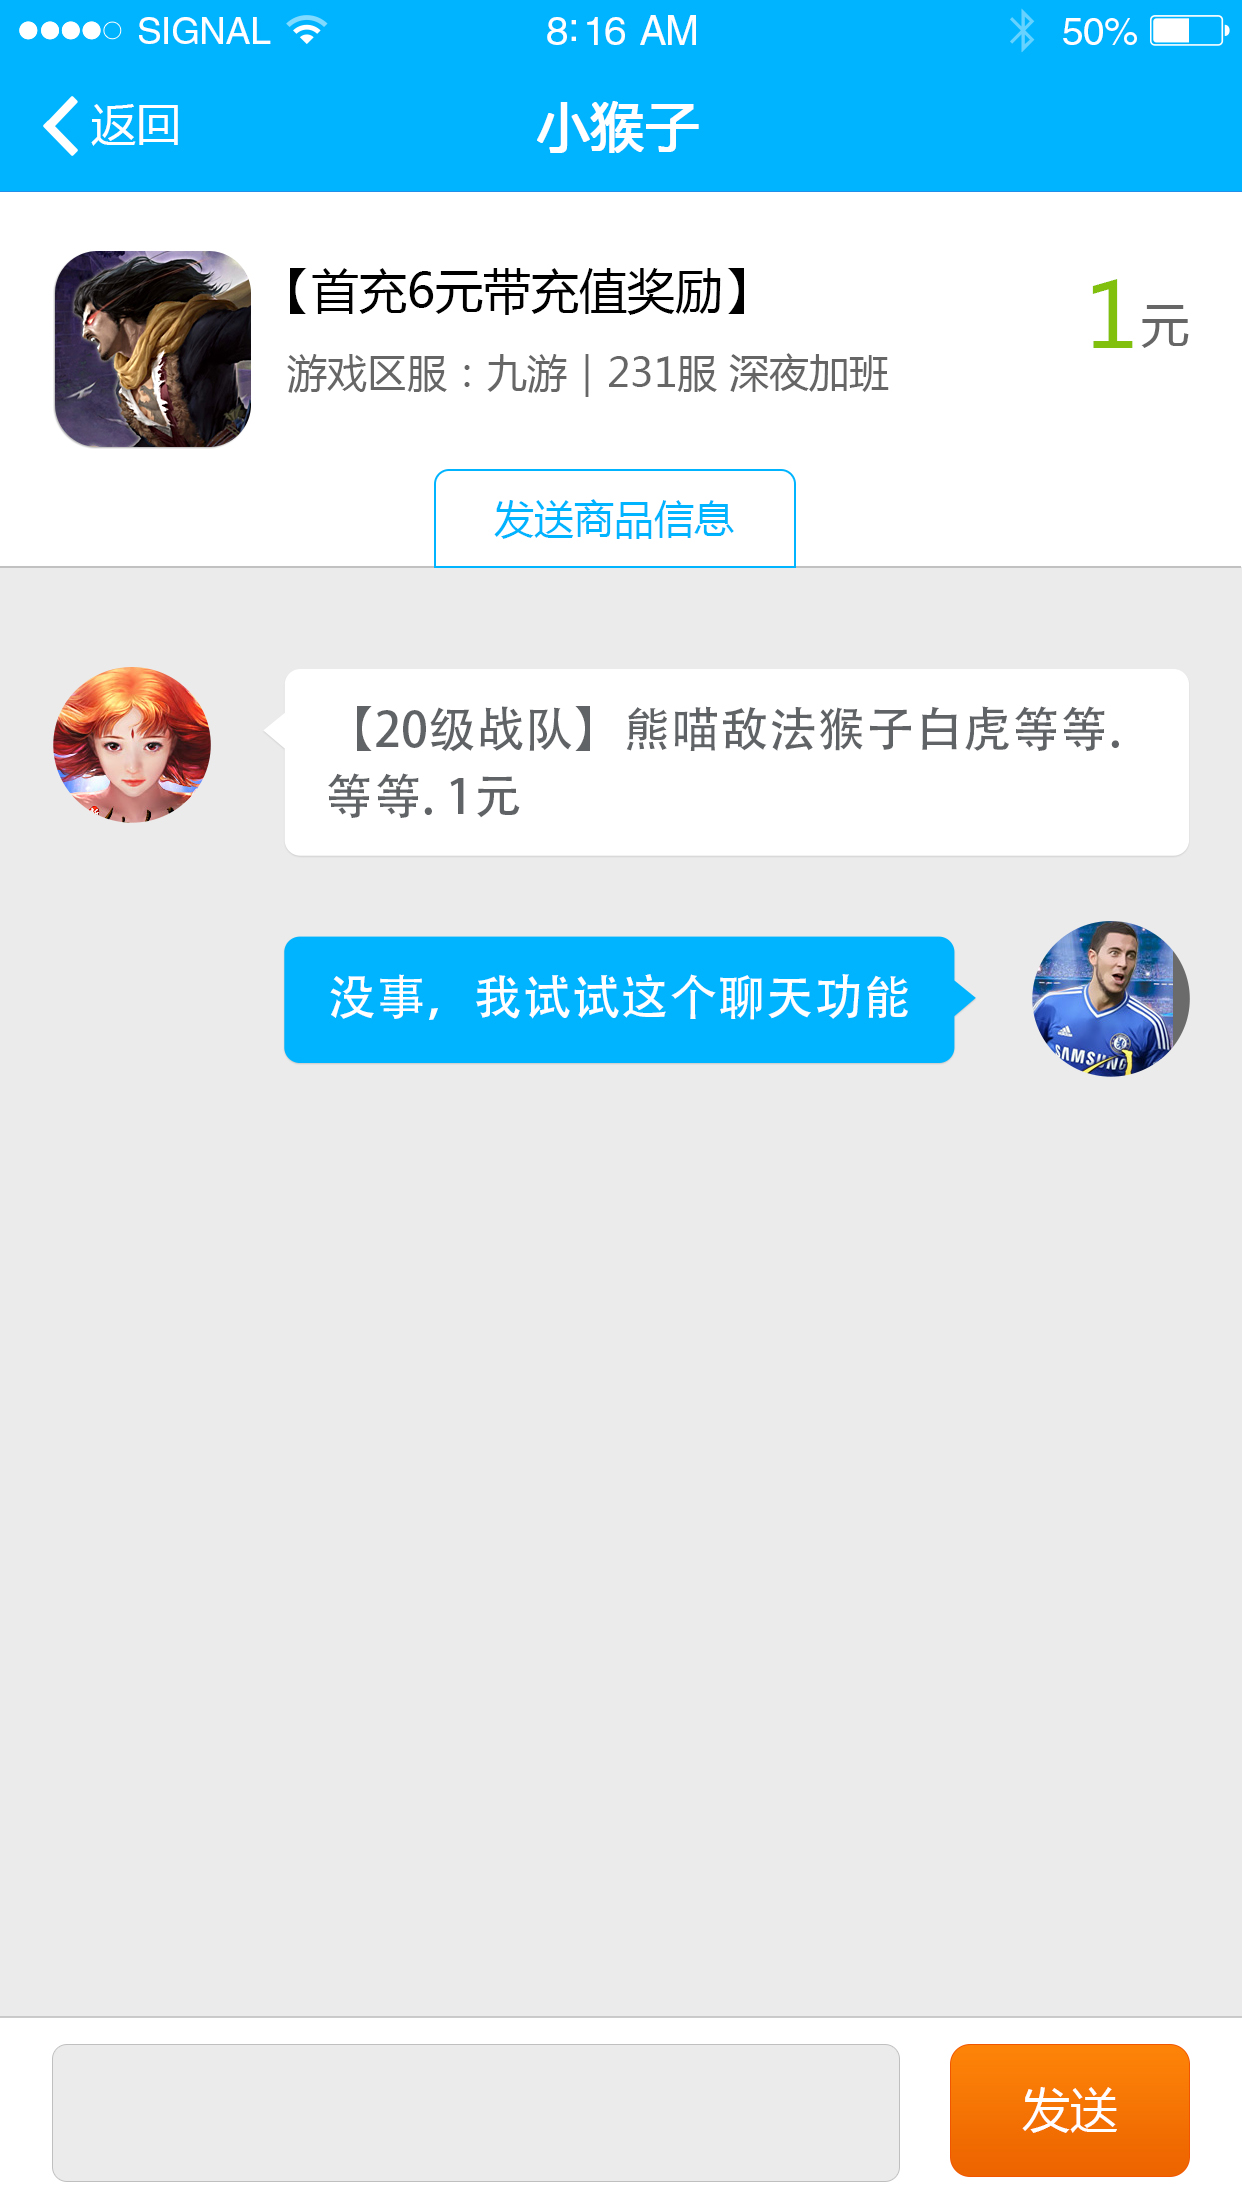 SIGNAL 8:16 AM 50%
返回 小猴子
【首充6元带充值奖励】 1元
游戏区服：九游 | 231服 深夜加班
发送商品信息
【20级战队】熊喵敌法猴子白虎等等.
等等. 1元
没事, 我试试这个聊天功能
SAMSUNG
发送